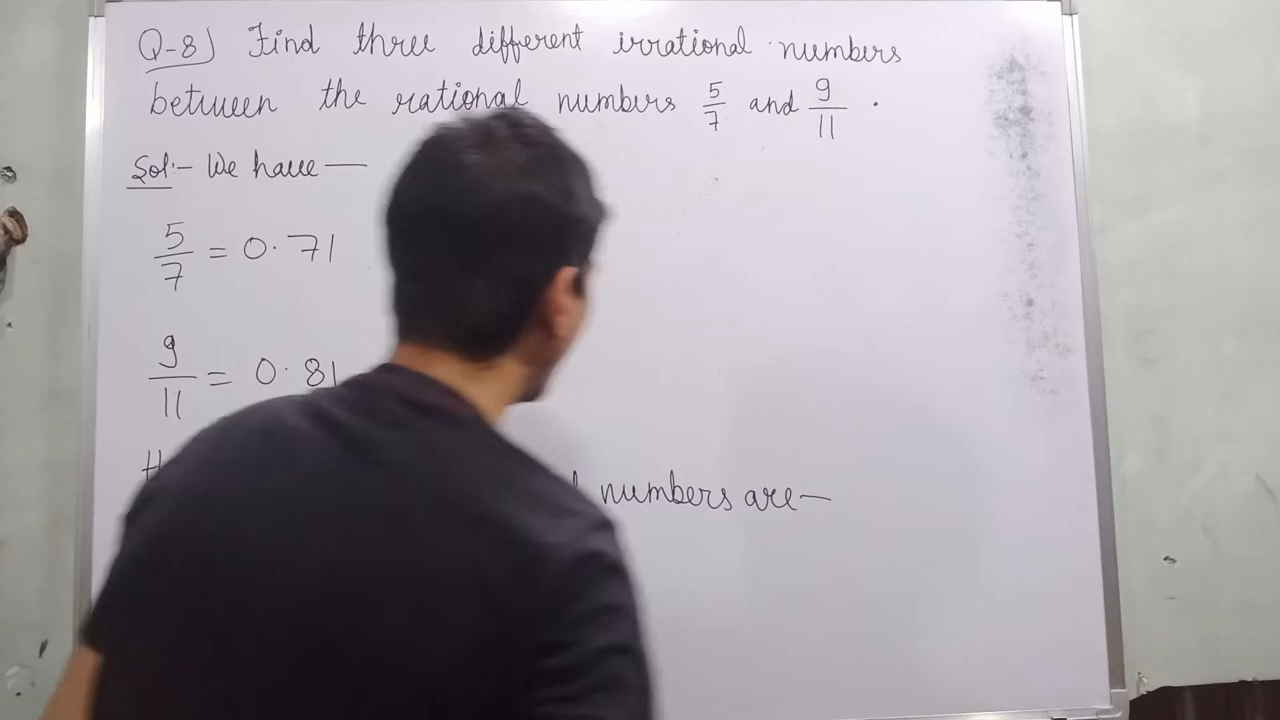 Q-8) Find three different irrational numbers
between the rational numbers 5/7 and 9/11.
Sol:- We have —
5/7 = 0.71
9/11 = 0.81
numbers are —